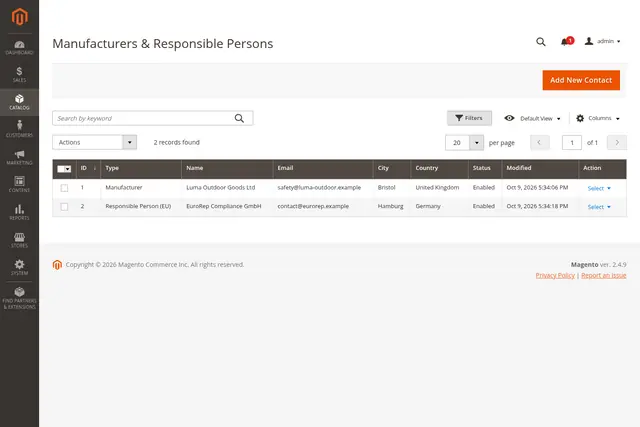 Manufacturers & Responsible Persons
1
admin
DASHBOARD
SALES
CATALOG
CUSTOMERS
MARKETING
CONTENT
REPORTS
STORES
SYSTEM
FIND PARTNERS & EXTENSIONS
Add New Contact
Search by keyword
Filters
Default View
Columns
Actions
2 records found
20
per page
1
of 1
ID Type Name Email City Country Status Modified Action
1 Manufacturer Luma Outdoor Goods Ltd safety@luma-outdoor.example Bristol United Kingdom Enabled Oct 9, 2026 5:34:06 PM Select
2 Responsible Person (EU) EuroRep Compliance GmbH contact@eurorep.example Hamburg Germany Enabled Oct 9, 2026 5:34:18 PM Select
Copyright © 2026 Magento Commerce Inc. All rights reserved.
Magento ver. 2.4.9
Privacy Policy | Report an Issue